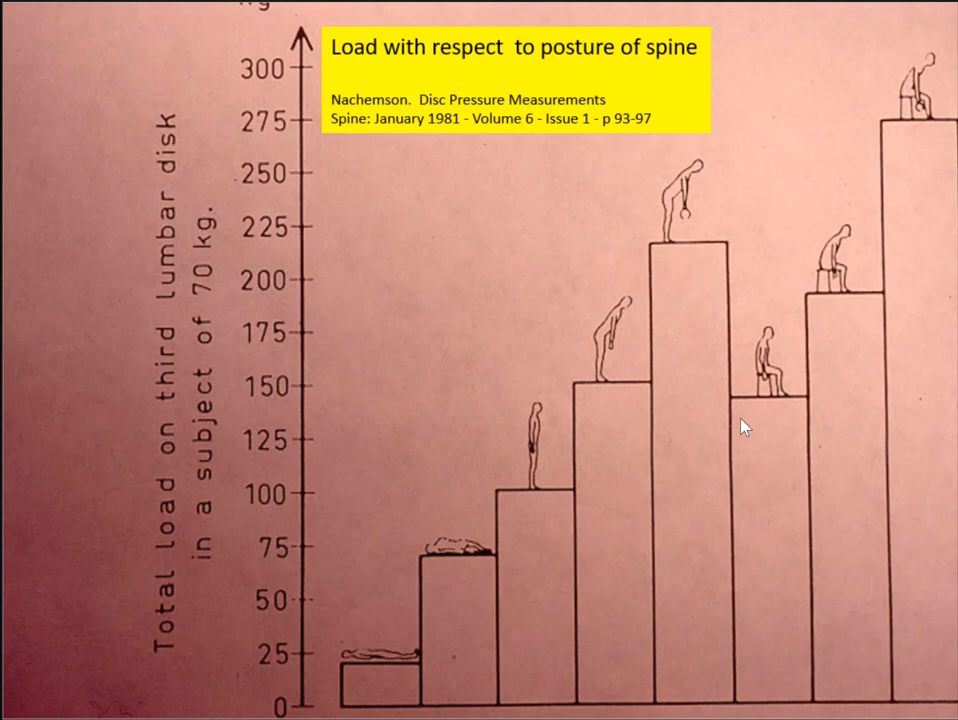 Load with respect to posture of spine
Nachemson. Disc Pressure Measurements
Spine: January 1981 - Volume 6 - Issue 1 - p 93-97
300
275
250
225
200
175
150
125
100
75
50
25
0
Total load on third lumbar disk
in a subject of 70 kg.